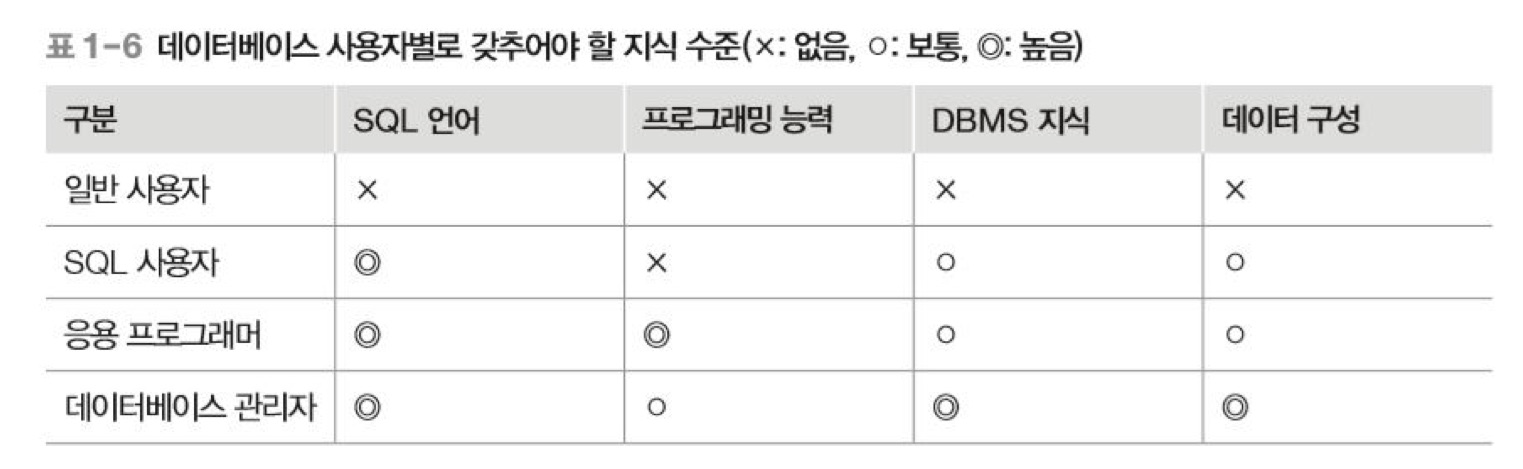 표 1-6 데이터베이스 사용자별로 갖추어야 할 지식 수준(×: 없음, ○: 보통, ◎: 높음)
구분 SQL 언어 프로그래밍 능력 DBMS 지식 데이터 구성
일반 사용자 × × × ×
SQL 사용자 ◎ × ○ ○
응용 프로그래머 ◎ ◎ ○ ○
데이터베이스 관리자 ◎ ○ ◎ ◎